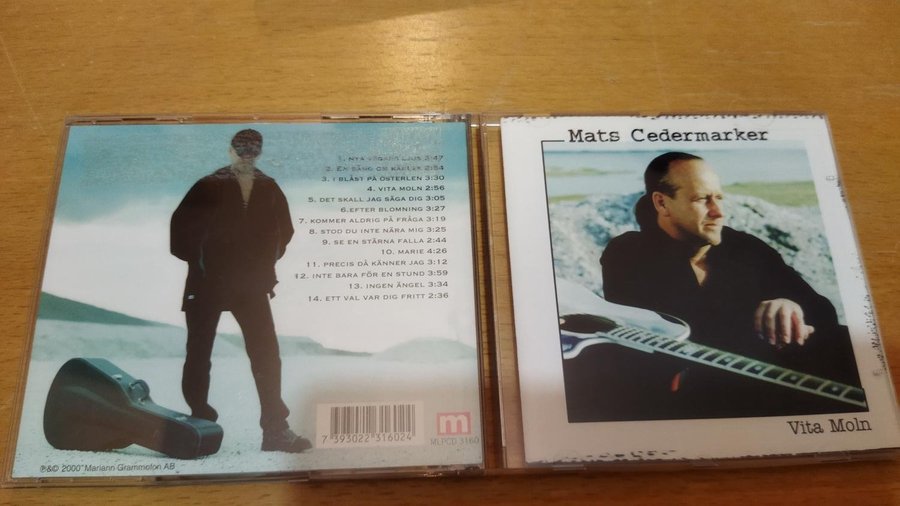 1. NYA VÅGARS LJUS 3:47
2. EN SÅNG OM KÄRLEK 2:54
3. I BLÅST PÅ ÖSTERLEN 3:30
4. VITA MOLN 2:56
5. DET SKALL JAG SÄGA DIG 3:05
6. EFTER BLOMNING 3:27
7. KOMMER ALDRIG PÅ FRÅGA 3:19
8. STOD DU INTE NÄRA MIG 3:25
9. SE EN STÄRNA FALLA 2:44
10. MARIE 4:26
11. PRECIS DÅ KÄNNER JAG 3:12
12. INTE BARA FÖR EN STUND 3:59
13. INGEN ÄNGEL 3:34
14. ETT VAL VAR DIG FRITT 2:36
7 393022 316024
m
MLPCD 3160
℗&© 2000 Mariann Grammofon AB
Mats Cedermarker
Vita Moln